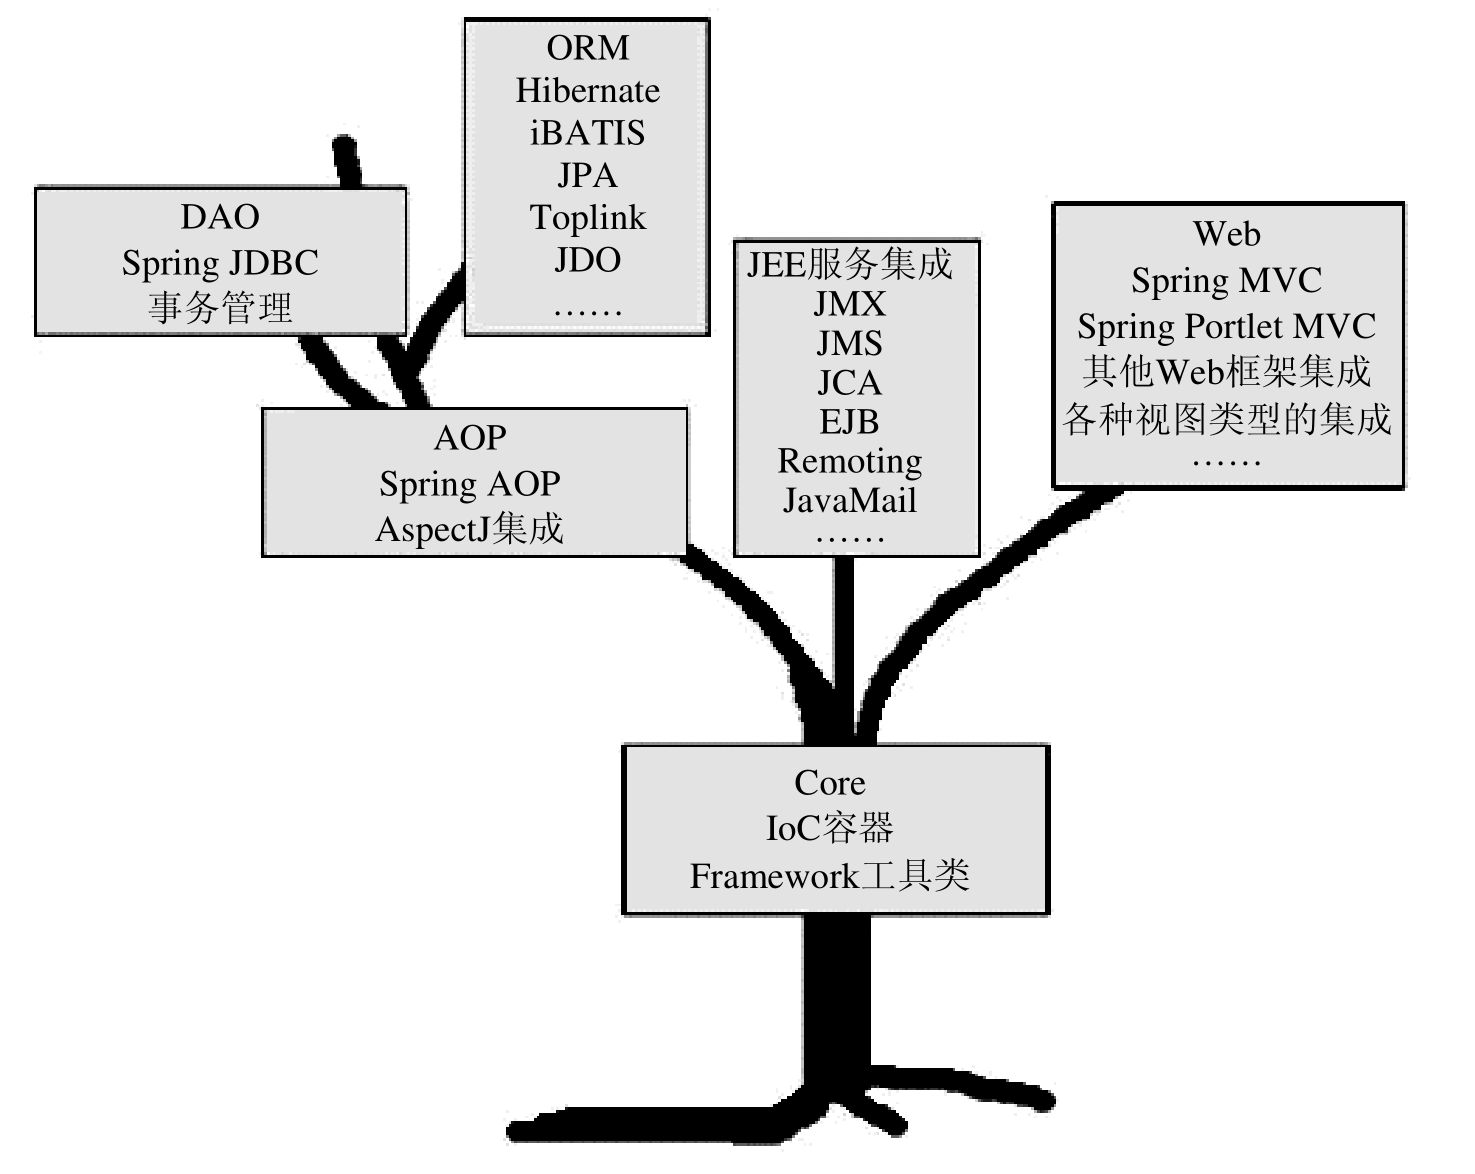 ORM
Hibernate
iBATIS
JPA
Toplink
JDO
……
DAO
Spring JDBC
事务管理
JEE服务集成
JMX
JMS
JCA
EJB
Remoting
JavaMail
……
Web
Spring MVC
Spring Portlet MVC
其他Web框架集成
各种视图类型的集成
……
AOP
Spring AOP
AspectJ集成
Core
IoC容器
Framework工具类